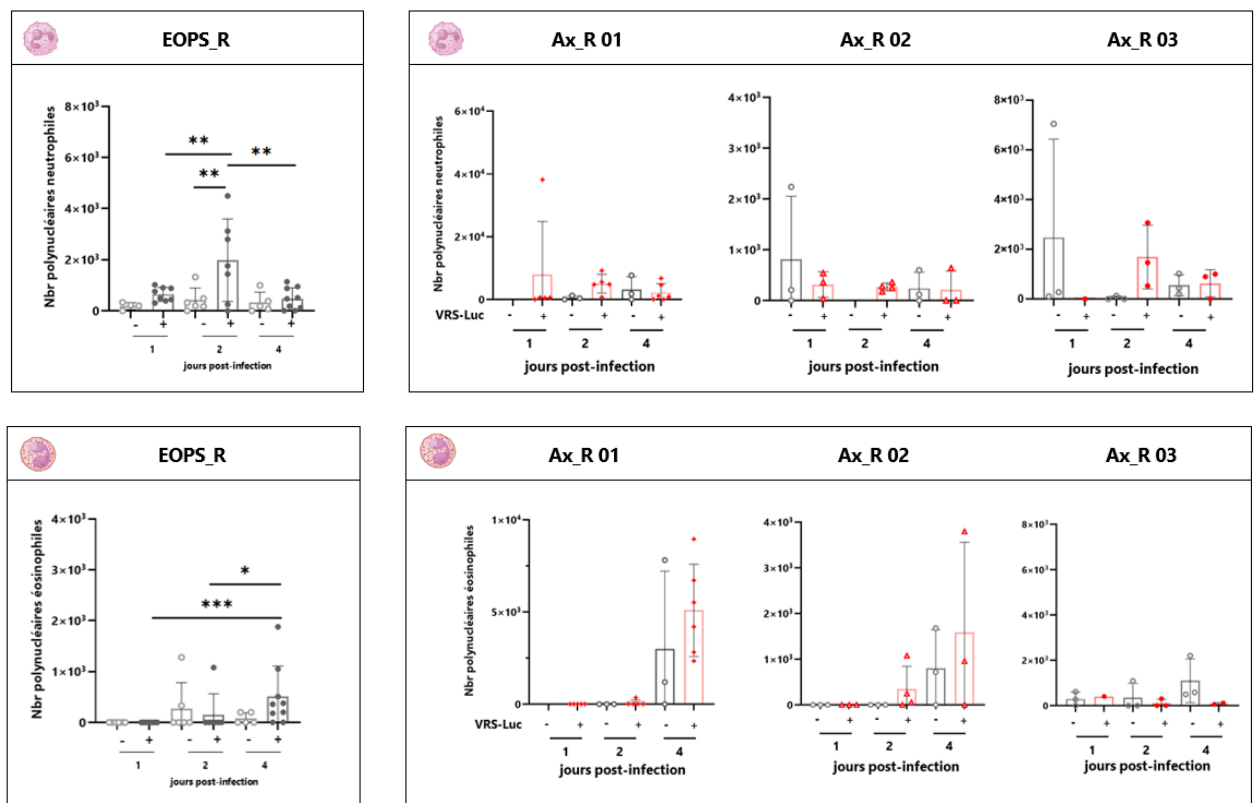 EOPS_R
Ax_R 01 Ax_R 02 Ax_R 03
Nbr polynucléaires neutrophiles
8×10³
6×10³
4×10³
2×10³
0
** ** **
- + - + - +
1 2 4
jours post-infection
Nbr polynucléaires neutrophiles
6×10⁴
4×10⁴
2×10⁴
0
VRS-Luc - + - + - +
1 2 4
jours post-infection
4×10³
3×10³
2×10³
1×10³
0
- + - + - +
1 2 4
jours post-infection
8×10³
6×10³
4×10³
2×10³
0
- + - + - +
1 2 4
jours post-infection
EOPS_R
Ax_R 01 Ax_R 02 Ax_R 03
Nbr polynucléaires éosinophiles
4×10³
3×10³
2×10³
1×10³
0
*
***
- + - + - +
1 2 4
jours post-infection
Nbr polynucléaires éosinophiles
1×10⁴
5×10³
0
VRS-Luc - + - + - +
1 2 4
jours post-infection
4×10³
3×10³
2×10³
1×10³
0
- + - + - +
1 2 4
jours post-infection
8×10³
6×10³
4×10³
2×10³
0
- + - + - +
1 2 4
jours post-infection